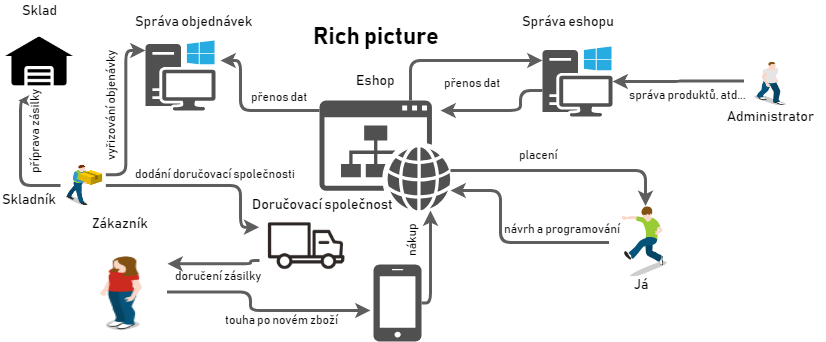 Sklad
Správa objednávek
Rich picture
Správa eshopu
Eshop
přenos dat
přenos dat
správa produktů, atd...
Administrator
příprava zásilky
vyřizování objenávky
dodání doručovací společnosti
placení
Skladník
Zákazník
Doručovací společnost
nákup
návrh a programování
doručení zásilky
Já
touha po novém zboží